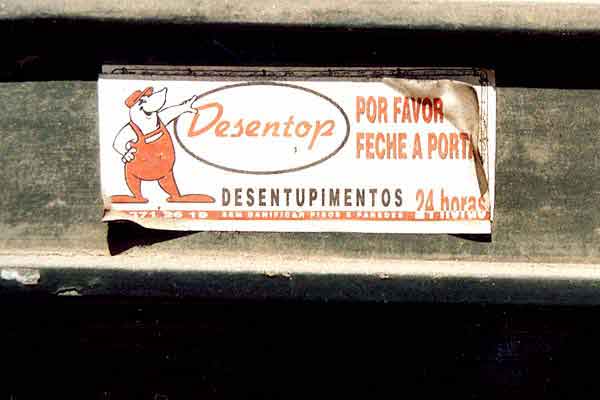 Desentop
POR FAVOR
FECHE A PORTA
DESENTUPIMENTOS 24 horas
SEM DANIFICAR PISOS E PAREDES